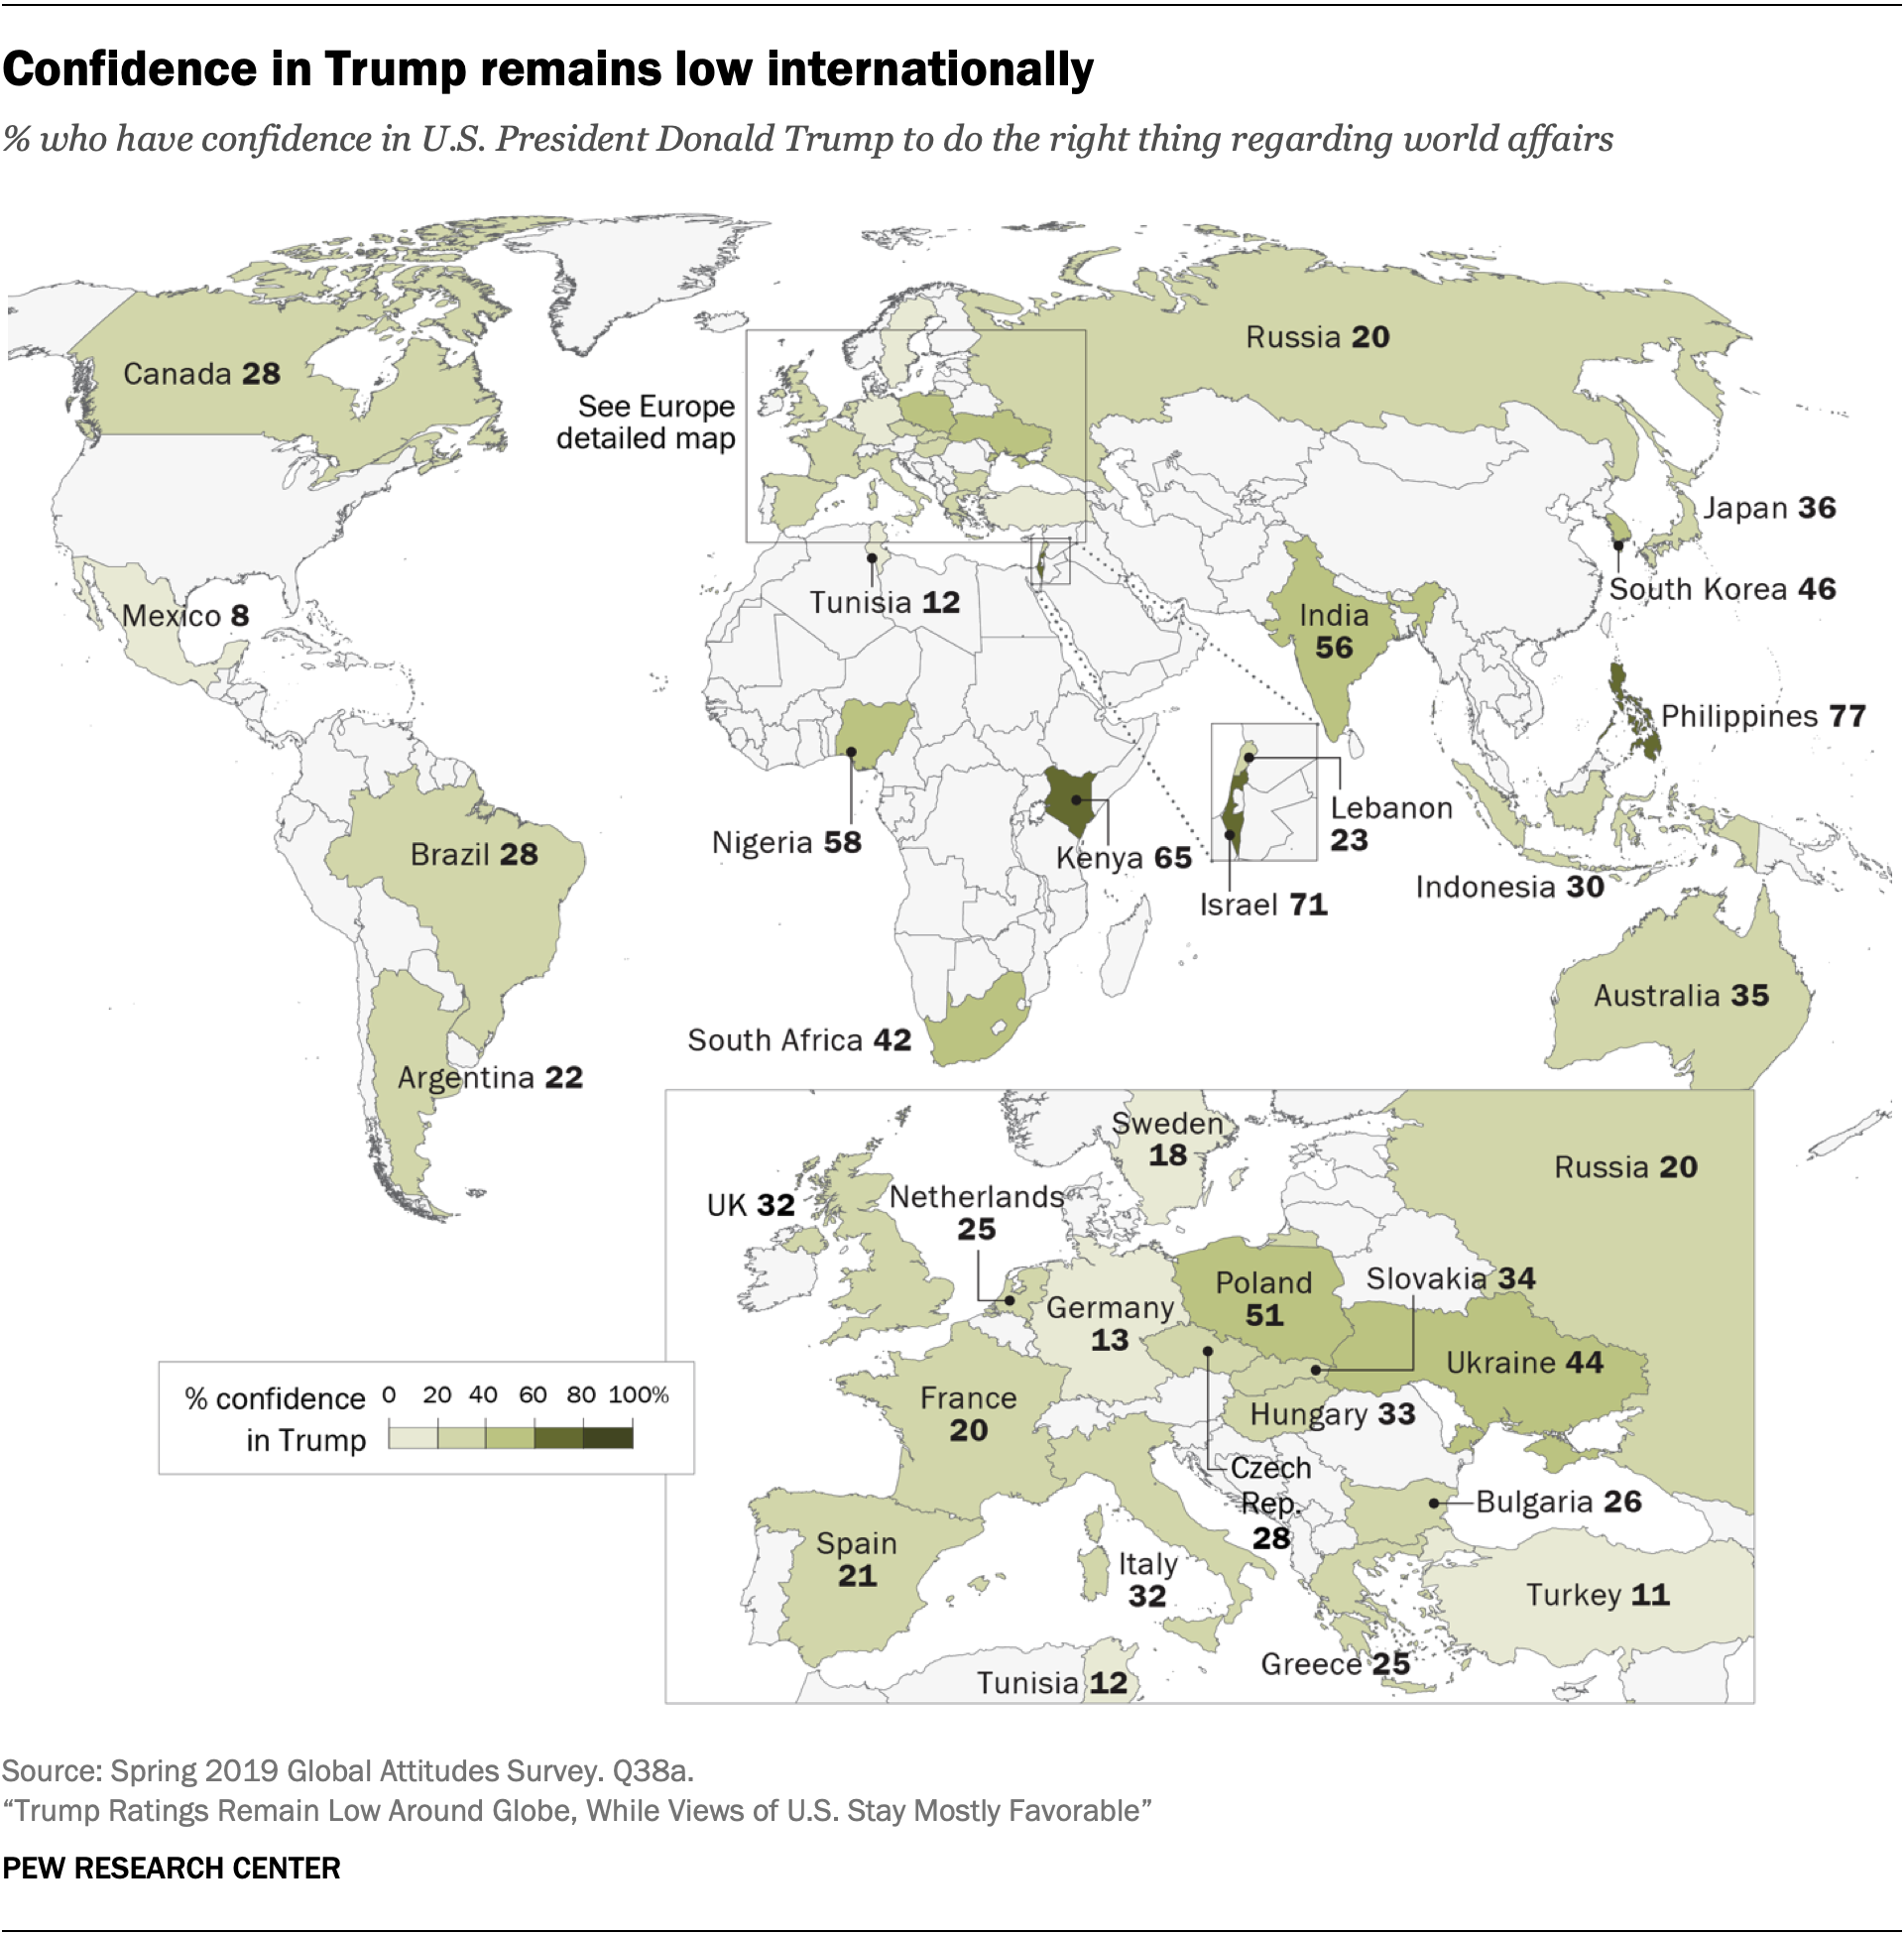 Confidence in Trump remains low internationally
% who have confidence in U.S. President Donald Trump to do the right thing regarding world affairs
Canada 28
Russia 20
See Europe
detailed map
Japan 36
South Korea 46
Mexico 8
Tunisia 12
India
56
Philippines 77
Nigeria 58
Kenya 65
Lebanon
23
Israel 71
Brazil 28
Indonesia 30
Australia 35
South Africa 42
Argentina 22
Sweden
18
Russia 20
UK 32
Netherlands
25
Poland
51
Slovakia 34
Germany
13
Ukraine 44
France
20
Hungary 33
Czech
Rep.
28
Bulgaria 26
Spain
21
Italy
32
Turkey 11
Greece 25
Tunisia 12
% confidence
in Trump
0 20 40 60 80 100%
Source: Spring 2019 Global Attitudes Survey. Q38a.
“Trump Ratings Remain Low Around Globe, While Views of U.S. Stay Mostly Favorable”
PEW RESEARCH CENTER